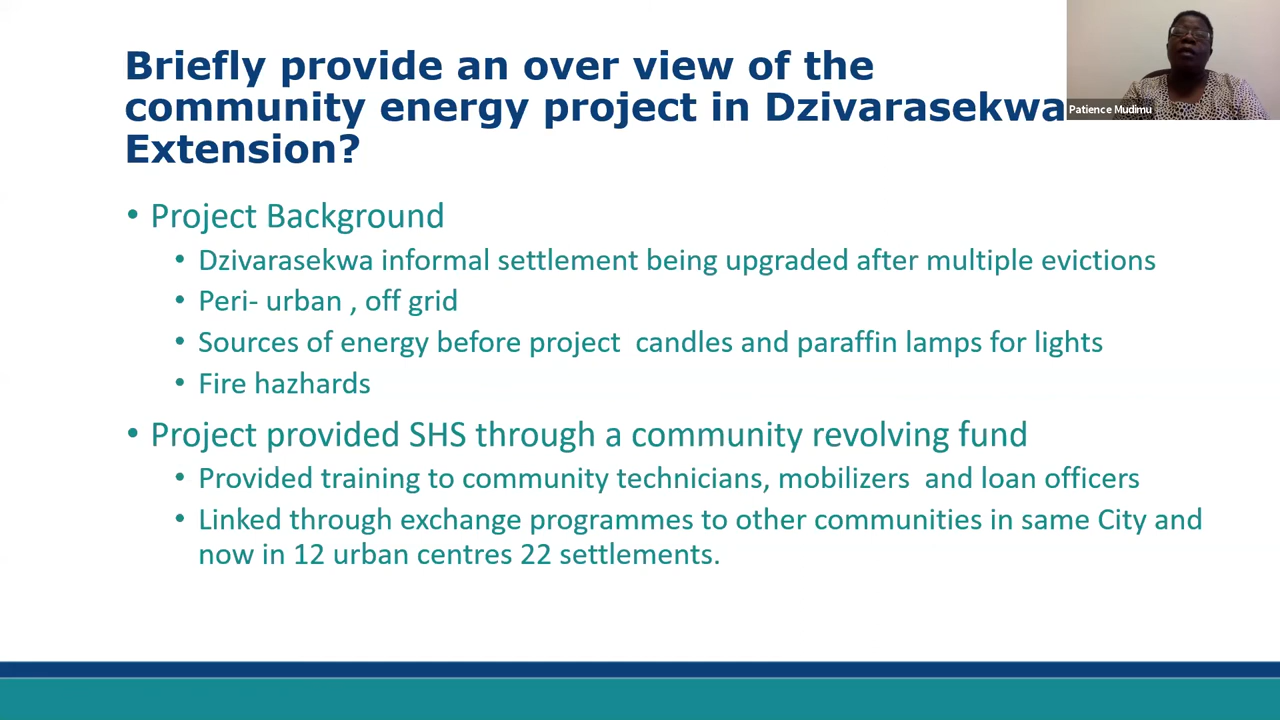 Briefly provide an over view of the
community energy project in Dzivarasekwa
Extension?
Patience Mudimu
• Project Background
• Dzivarasekwa informal settlement being upgraded after multiple evictions
• Peri- urban , off grid
• Sources of energy before project  candles and paraffin lamps for lights
• Fire hazhards
• Project provided SHS through a community revolving fund
• Provided training to community technicians, mobilizers  and loan officers
• Linked through exchange programmes to other communities in same City and
now in 12 urban centres 22 settlements.